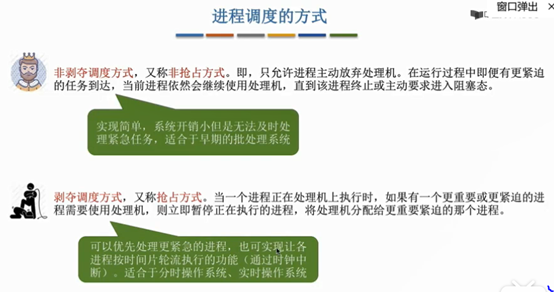 窗口弹出
进程调度的方式
非剥夺调度方式，又称非抢占方式。即，只允许进程主动放弃处理机。在运行过程中即便有更紧迫
的任务到达，当前进程依然会继续使用处理机，直到该进程终止或主动要求进入阻塞态。
实现简单，系统开销小但是无法及时处
理紧急任务，适合于早期的批处理系统
剥夺调度方式，又称抢占方式。当一个进程正在处理机上执行时，如果有一个更重要或更紧迫的进
程需要使用处理机，则立即暂停正在执行的进程，将处理机分配给更重要紧迫的那个进程。
可以优先处理更紧急的进程，也可实现让各
进程按时间片轮流执行的功能（通过时钟中
断）。适合于分时操作系统、实时操作系统